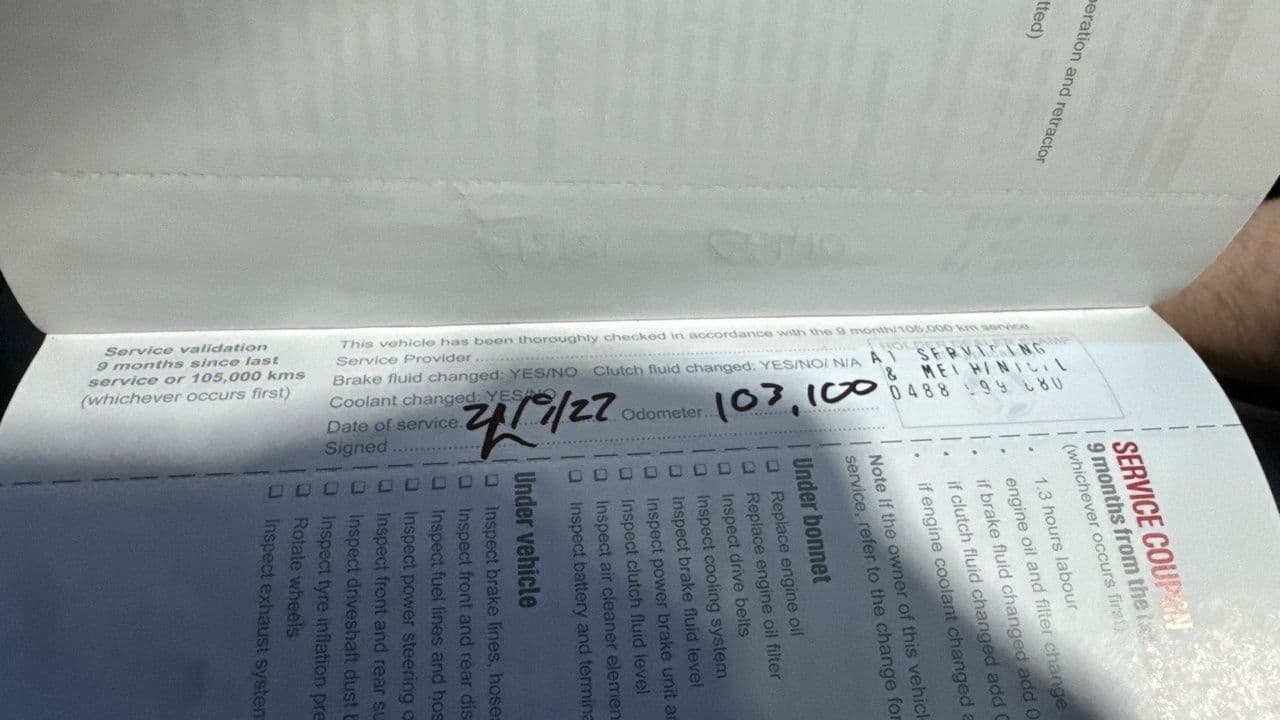 peration and retractor
tted)
Service validation
9 months since last
service or 105,000 kms
(whichever occurs first)
This vehicle has been thoroughly checked in accordance with the 9 month/105,000 km service
Service Provider
Brake fluid changed: YES/NO Clutch fluid changed: YES/NO/ N/A
Coolant changed: YES/NO
Date of service Odometer 103,100
Signed
A1 SERVICING
&
0488
SERVICE COUPON
9 months from the
(whichever occurs first)
1.3 hours labour
engine oil and filter change
if brake fluid changed add 0
if clutch fluid changed add
if engine coolant changed a
Note If the owner of this vehicl
service, refer to the change for
Under bonnet
Replace engine oil
Replace engine oil filter
Inspect drive belts
Inspect cooling system
Inspect brake fluid level
Inspect power brake unit a
Inspect clutch fluid level
Inspect air cleaner elemen
Inspect battery and termina
Under vehicle
Inspect brake lines, hose
Inspect front and rear dis
Inspect fuel lines and hos
Inspect power steering
Inspect front and rear su
Inspect driveshaft dust b
Inspect tyre inflation pre
Rotate wheels
Inspect exhaust system